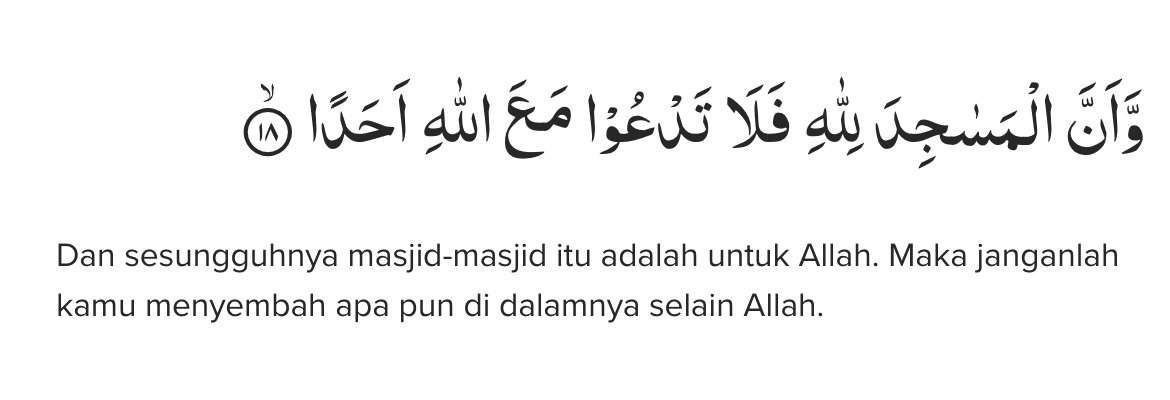 وَّاَنَّ الْمَسٰجِدَ لِلّٰهِ فَلَا تَدْعُوْا مَعَ اللّٰهِ اَحَدًا ۙ ١٨
Dan sesungguhnya masjid-masjid itu adalah untuk Allah. Maka janganlah
kamu menyembah apa pun di dalamnya selain Allah.